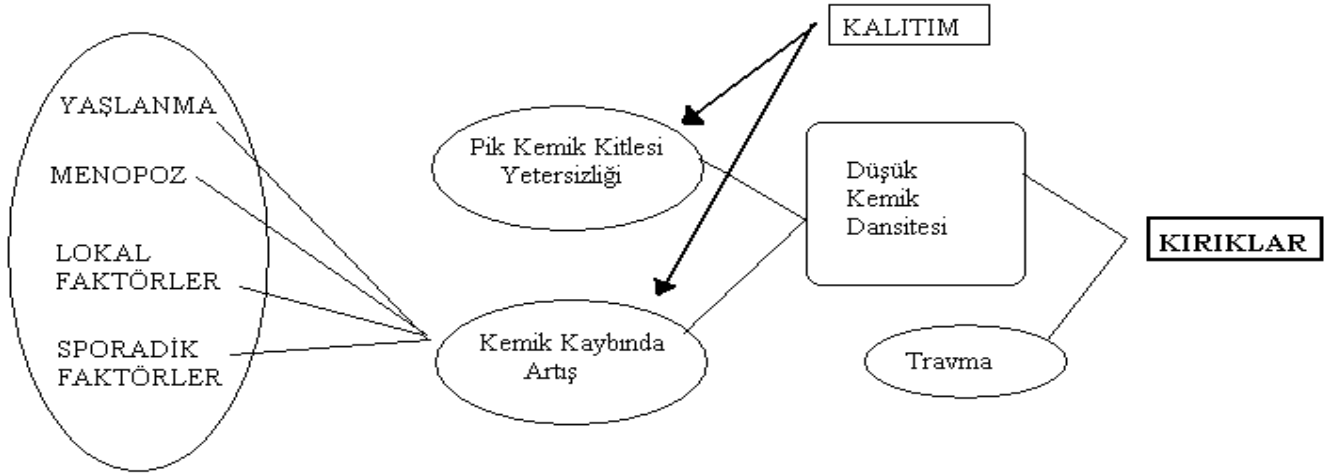 KALITIM
YAŞLANMA
MENOPOZ
LOKAL
FAKTÖRLER
SPORADİK
FAKTÖRLER
Pik Kemik Kitlesi
Yetersizliği
Kemik Kaybında
Artış
Düşük
Kemik
Dansitesi
Travma
KIRIKLAR